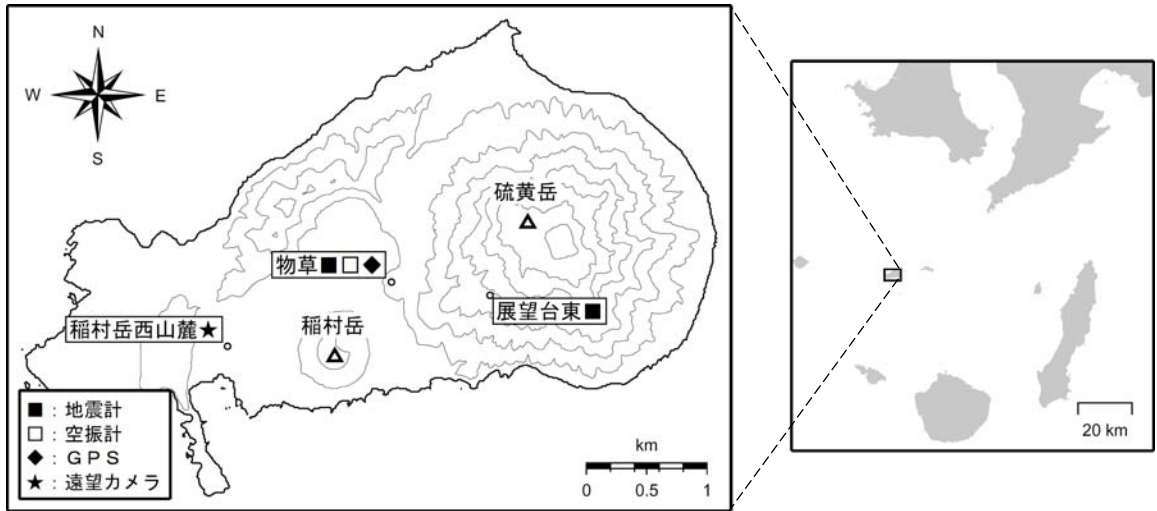 N
W
E
S
硫黄岳
物草■□◆
展望台東■
稲村岳西山麓★
稲村岳
■：地震計
□：空振計
◆：ＧＰＳ
★：遠望カメラ
km
0 0.5 1
20 km